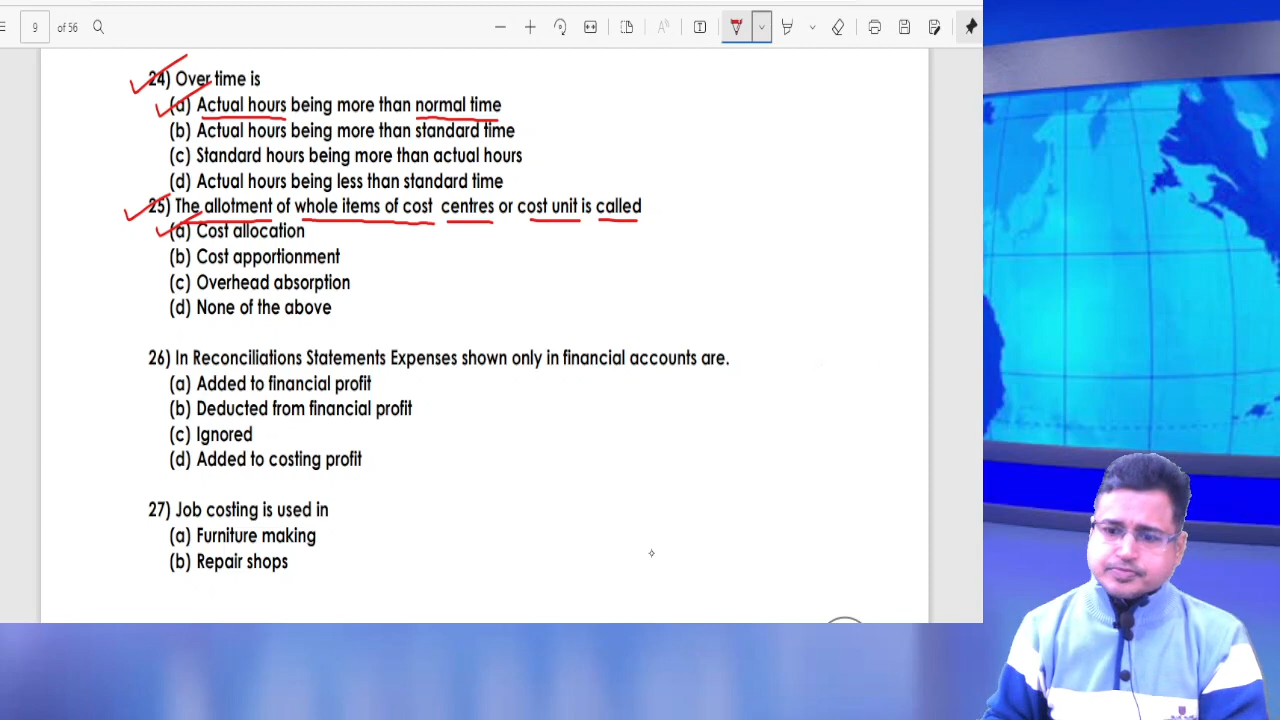 9 of 56
24) Over time is
(a) Actual hours being more than normal time
(b) Actual hours being more than standard time
(c) Standard hours being more than actual hours
(d) Actual hours being less than standard time
25) The allotment of whole items of cost centres or cost unit is called
(a) Cost allocation
(b) Cost apportionment
(c) Overhead absorption
(d) None of the above
26) In Reconciliations Statements Expenses shown only in financial accounts are.
(a) Added to financial profit
(b) Deducted from financial profit
(c) Ignored
(d) Added to costing profit
27) Job costing is used in
(a) Furniture making
(b) Repair shops